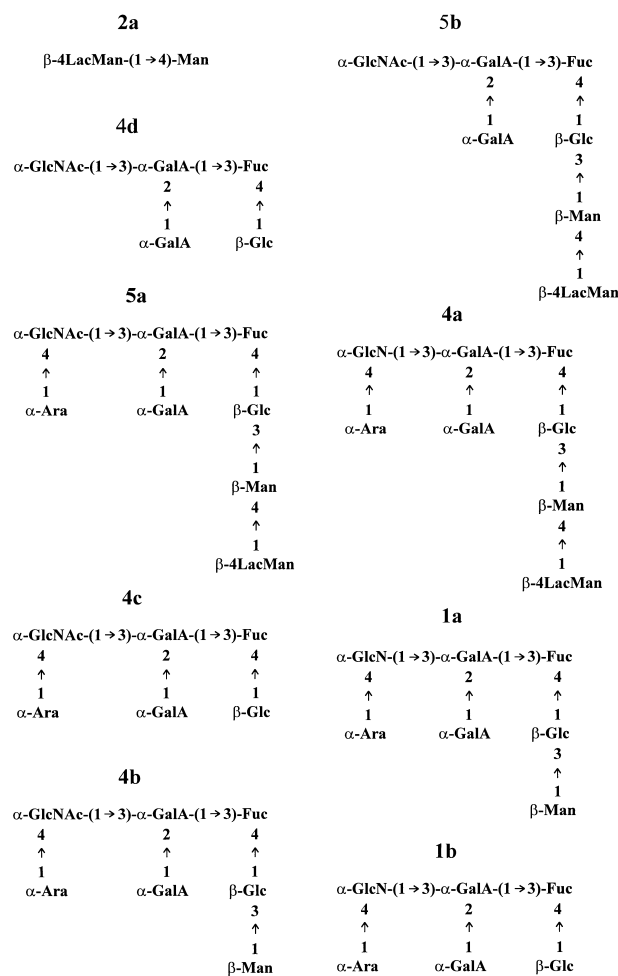 2a
β-4LacMan-(1→4)-Man
4d
α-GlcNAc-(1→3)-α-GalA-(1→3)-Fuc
2 4
↑ ↑
1 1
α-GalA β-Glc
5a
α-GlcNAc-(1→3)-α-GalA-(1→3)-Fuc
4 2 4
↑ ↑ ↑
1 1 1
α-Ara α-GalA β-Glc
3
↑
1
β-Man
4
↑
1
β-4LacMan
4c
α-GlcNAc-(1→3)-α-GalA-(1→3)-Fuc
4 2 4
↑ ↑ ↑
1 1 1
α-Ara α-GalA β-Glc
4b
α-GlcNAc-(1→3)-α-GalA-(1→3)-Fuc
4 2 4
↑ ↑ ↑
1 1 1
α-Ara α-GalA β-Glc
3
↑
1
β-Man
5b
α-GlcNAc-(1→3)-α-GalA-(1→3)-Fuc
2 4
↑ ↑
1 1
α-GalA β-Glc
3
↑
1
β-Man
4
↑
1
β-4LacMan
4a
α-GlcN-(1→3)-α-GalA-(1→3)-Fuc
4 2 4
↑ ↑ ↑
1 1 1
α-Ara α-GalA β-Glc
3
↑
1
β-Man
4
↑
1
β-4LacMan
1a
α-GlcN-(1→3)-α-GalA-(1→3)-Fuc
4 2 4
↑ ↑ ↑
1 1 1
α-Ara α-GalA β-Glc
3
↑
1
β-Man
1b
α-GlcN-(1→3)-α-GalA-(1→3)-Fuc
4 2 4
↑ ↑ ↑
1 1 1
α-Ara α-GalA β-Glc